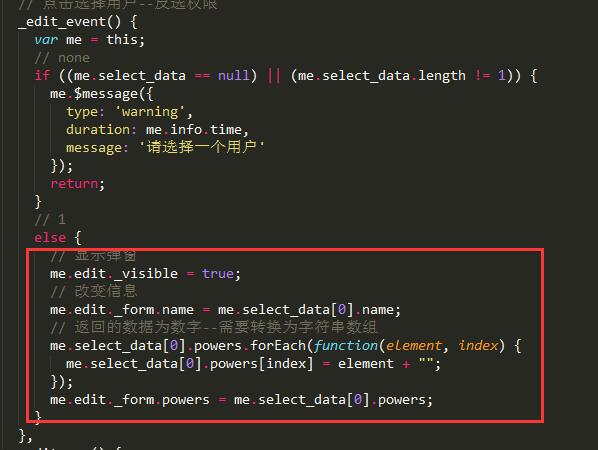 // 点击选择用户--反选权限
_edit_event() {
var me = this;
// none
if ((me.select_data == null) || (me.select_data.length != 1)) {
me.$message({
type: 'warning',
duration: me.info.time,
message: '请选择一个用户'
});
return;
}
// 1
else {
// 显示弹窗
me.edit._visible = true;
// 改变信息
me.edit._form.name = me.select_data[0].name;
// 返回的数据为数字--需要转换为字符串数组
me.select_data[0].powers.forEach(function(element, index) {
me.select_data[0].powers[index] = element + "";
});
me.edit._form.powers = me.select_data[0].powers;
}
},